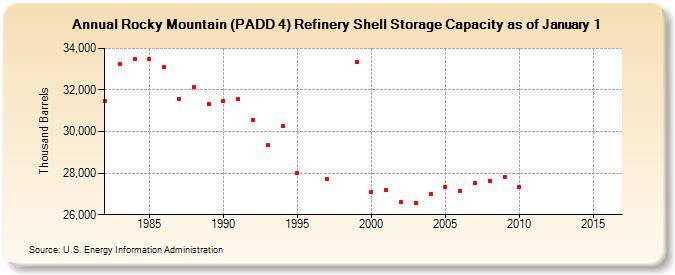 Annual Rocky Mountain (PADD 4) Refinery Shell Storage Capacity as of January 1
Thousand Barrels
34,000
32,000
30,000
28,000
26,000
1985 1990 1995 2000 2005 2010 2015
Source: U.S. Energy Information Administration